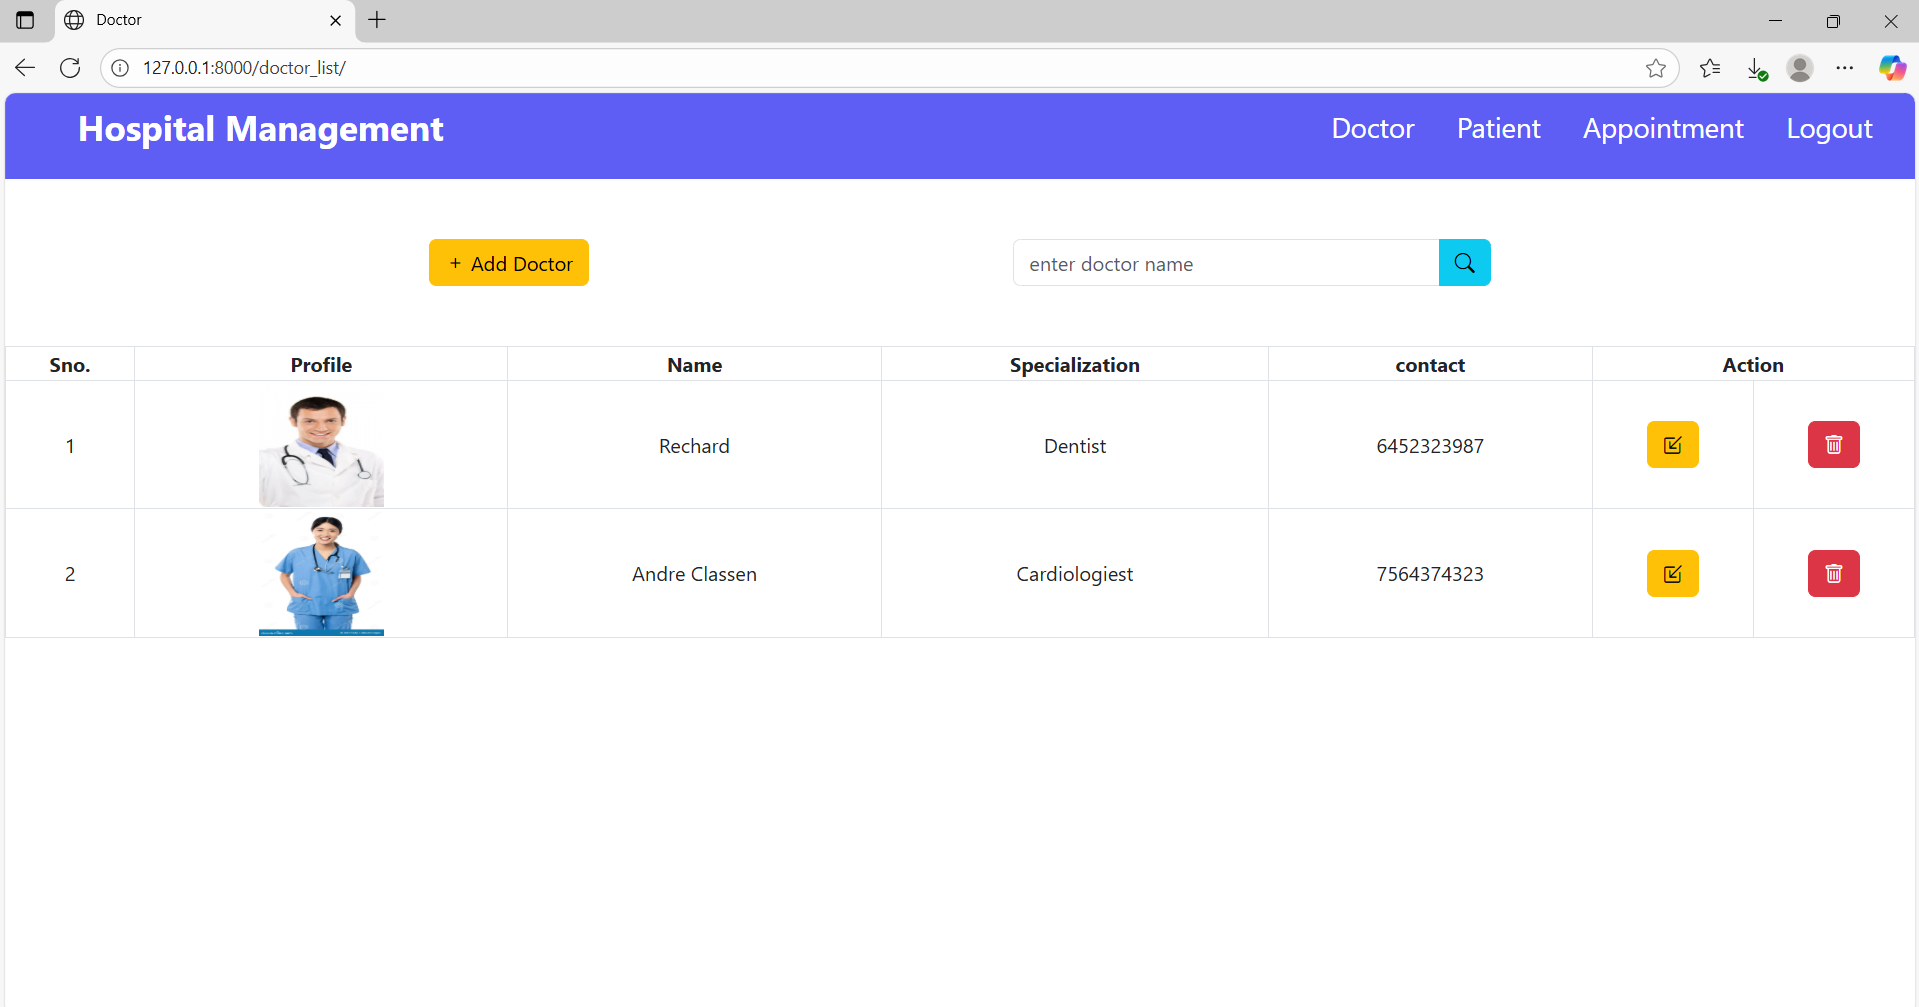 Doctor
127.0.0.1:8000/doctor_list/
Hospital Management Doctor Patient Appointment Logout
+ Add Doctor enter doctor name
Sno. Profile Name Specialization contact Action
1 Rechard Dentist 6452323987
2 Andre Classen Cardiologiest 7564374323